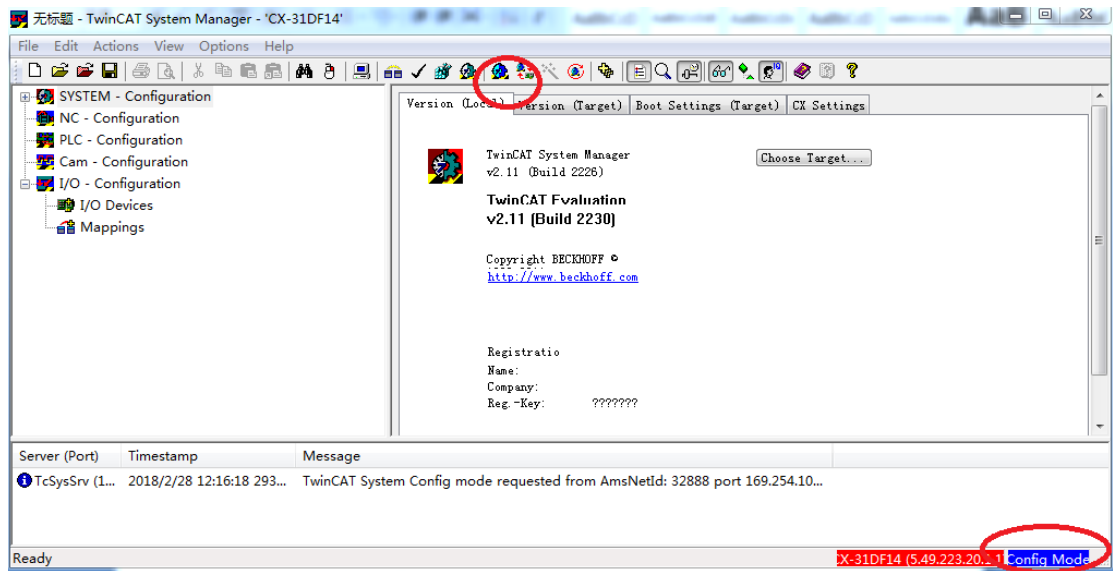 无标题 - TwinCAT System Manager - 'CX-31DF14'
File Edit Actions View Options Help
SYSTEM - Configuration
NC - Configuration
PLC - Configuration
Cam - Configuration
I/O - Configuration
I/O Devices
Mappings
Version (Local) Version (Target) Boot Settings (Target) CX Settings
TwinCAT System Manager
v2.11 (Build 2226)
Choose Target...
TwinCAT Evaluation
v2.11 (Build 2230)
Copyright BECKHOFF ©
http://www.beckhoff.com
Registratio
Name:
Company:
Reg.-Key: ???????
Server (Port) Timestamp Message
TcSysSrv (1... 2018/2/28 12:16:18 293... TwinCAT System Config mode requested from AmsNetId: 32888 port 169.254.10...
Ready
CX-31DF14 (5.49.223.20.1.1) Config Mode